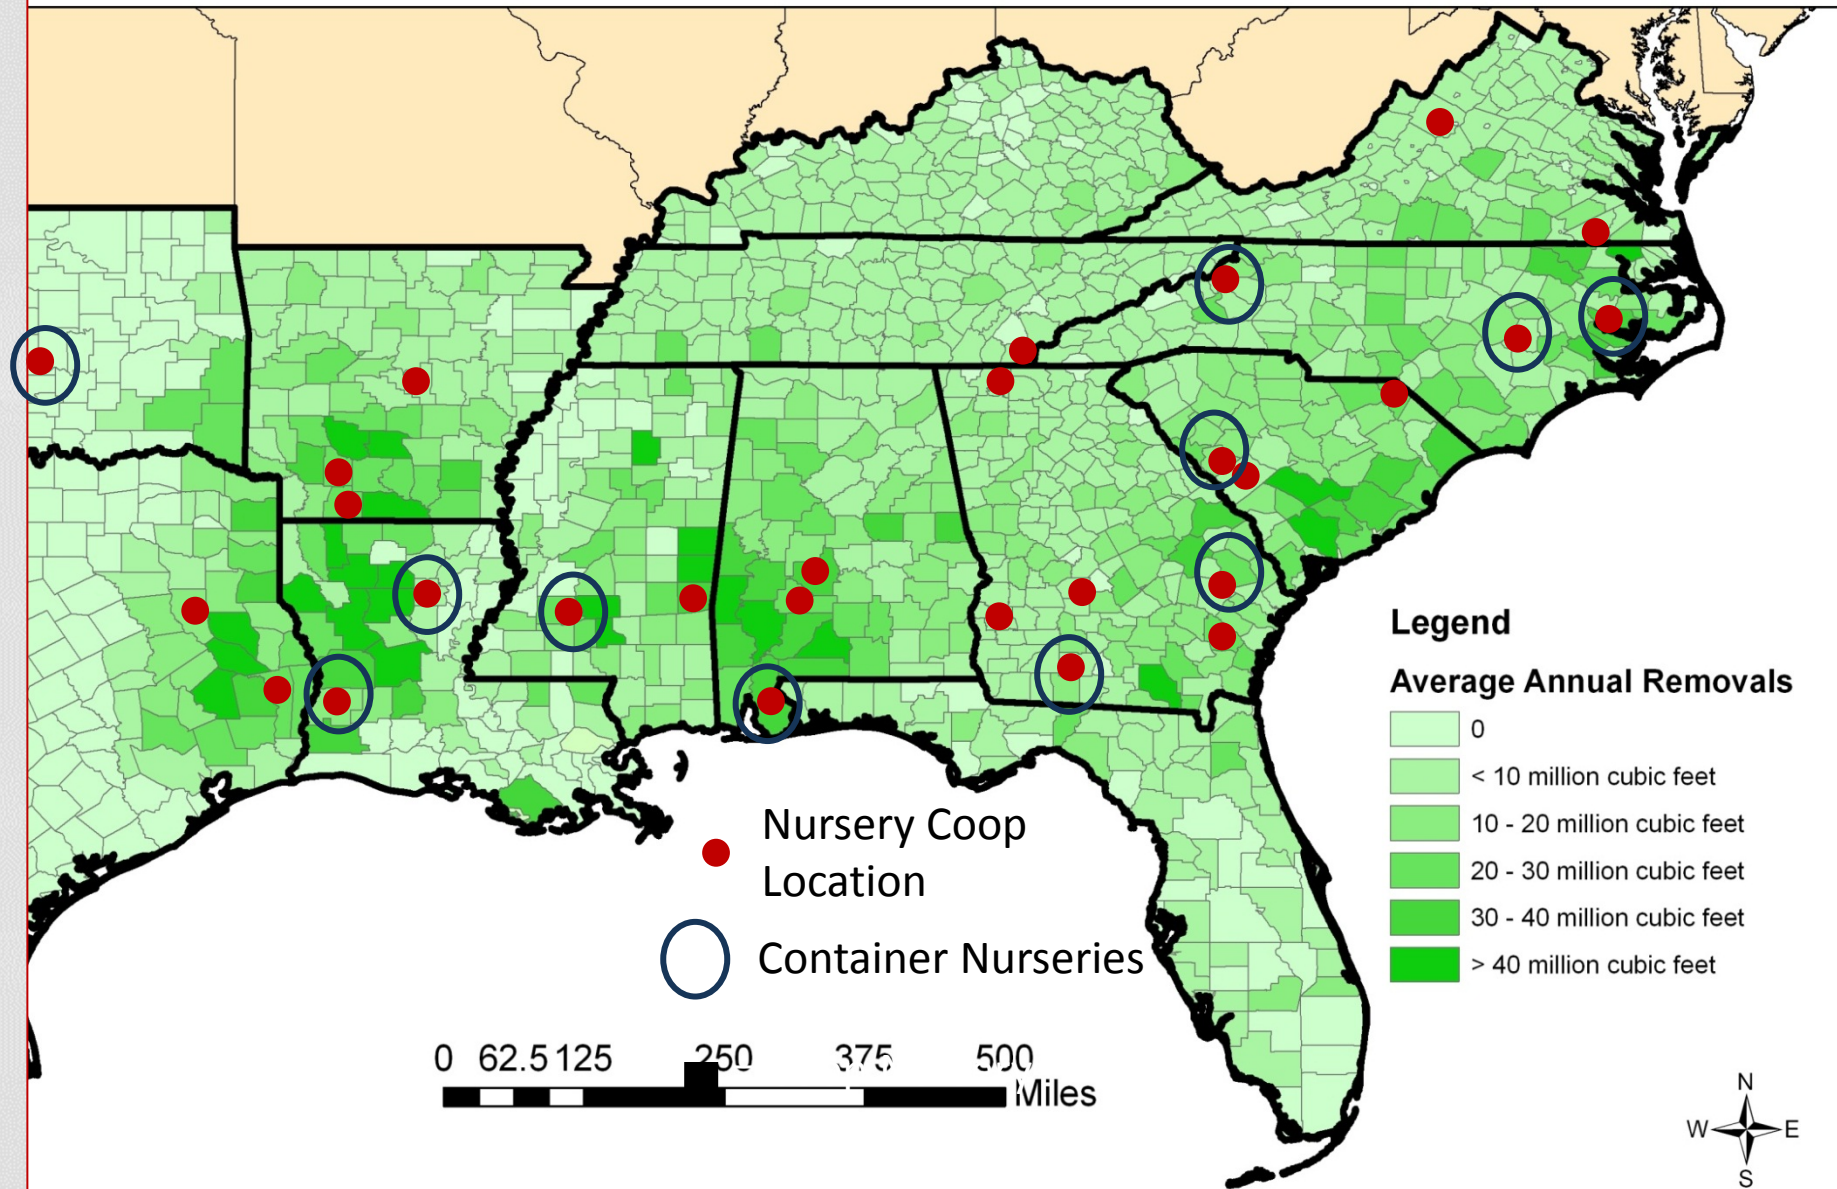 Legend
Average Annual Removals
0
< 10 million cubic feet
10 - 20 million cubic feet
20 - 30 million cubic feet
30 - 40 million cubic feet
> 40 million cubic feet
Nursery Coop
Location
Container Nurseries
0 62.5 125 250 375 500
Miles
N
W E
S